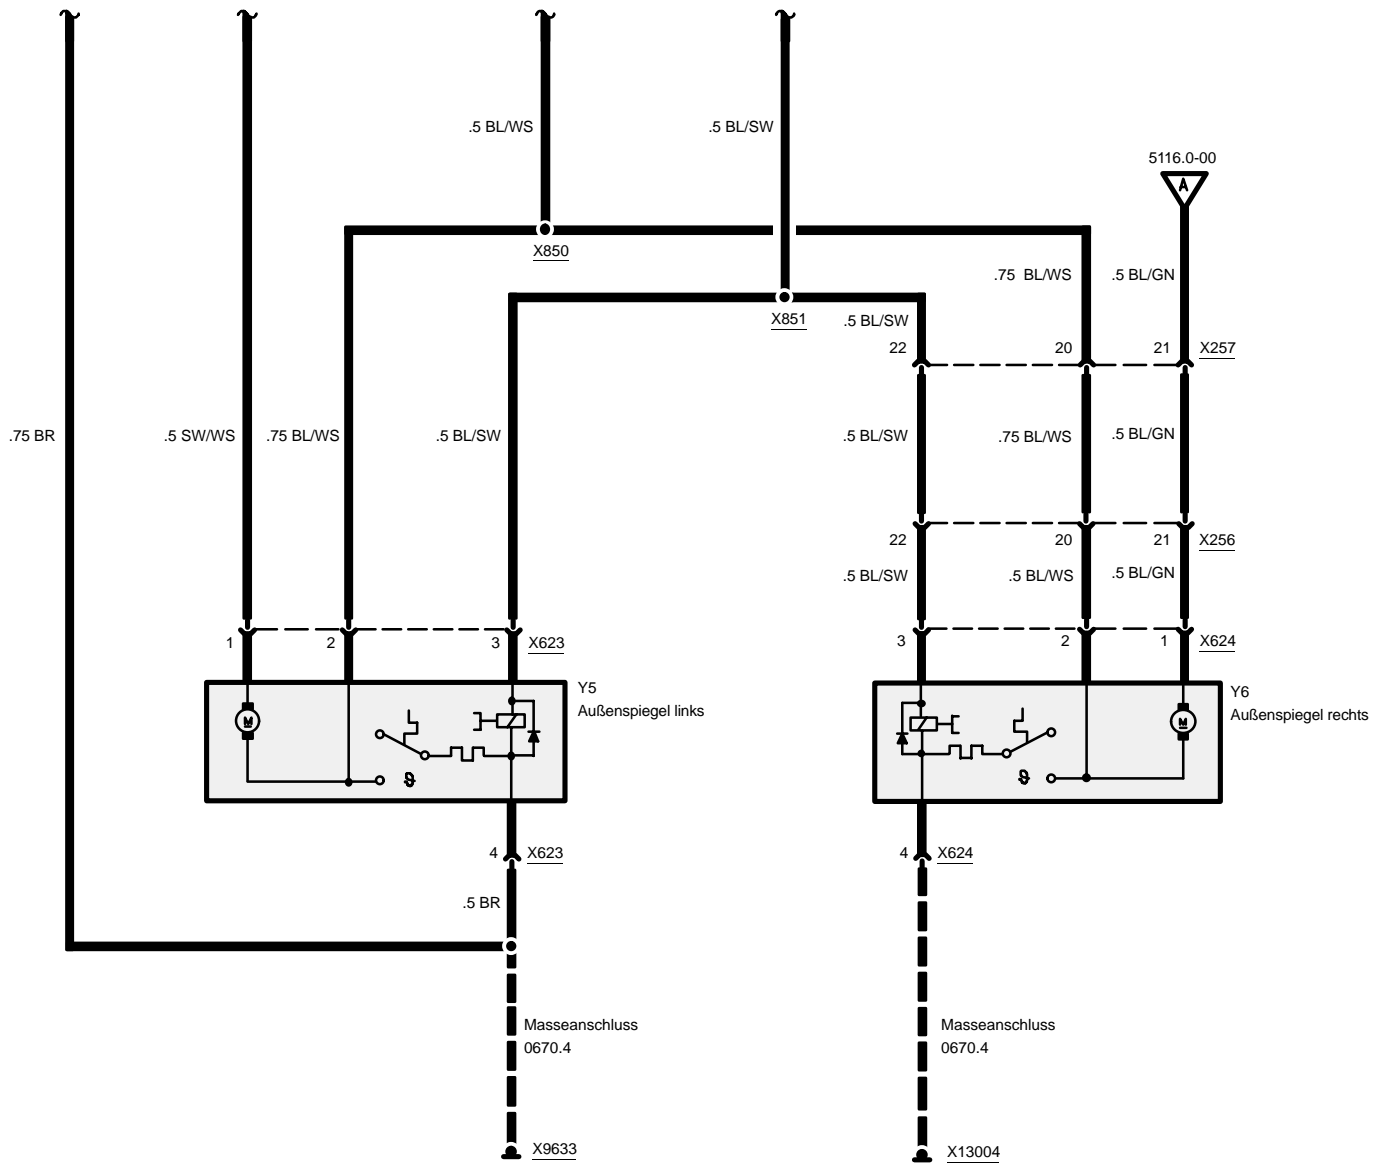 .5 BL/WS
.5 BL/SW
5116.0-00
A
X850
.75 BL/WS
.5 BL/GN
X851
.5 BL/SW
22
20
21
X257
.75 BR
.5 SW/WS
.75 BL/WS
.5 BL/SW
.5 BL/SW
.75 BL/WS
.5 BL/GN
22
20
21
X256
.5 BL/SW
.5 BL/WS
.5 BL/GN
1
2
3
X623
3
2
1
X624
Y5
Außenspiegel links
Y6
Außenspiegel rechts
M
M
ϑ
ϑ
4
X623
4
X624
.5 BR
Masseanschluss
0670.4
Masseanschluss
0670.4
X9633
X13004